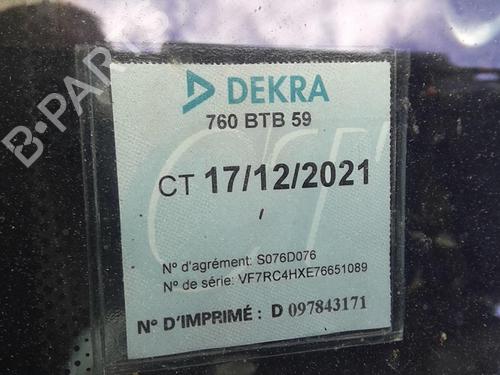 DEKRA
760 BTB 59
CT 17/12/2021
N° d'agrément: S076D076
N° de série: VF7RC4HXE76651089
N° D'IMPRIMÉ : D 097843171
B-PARTS